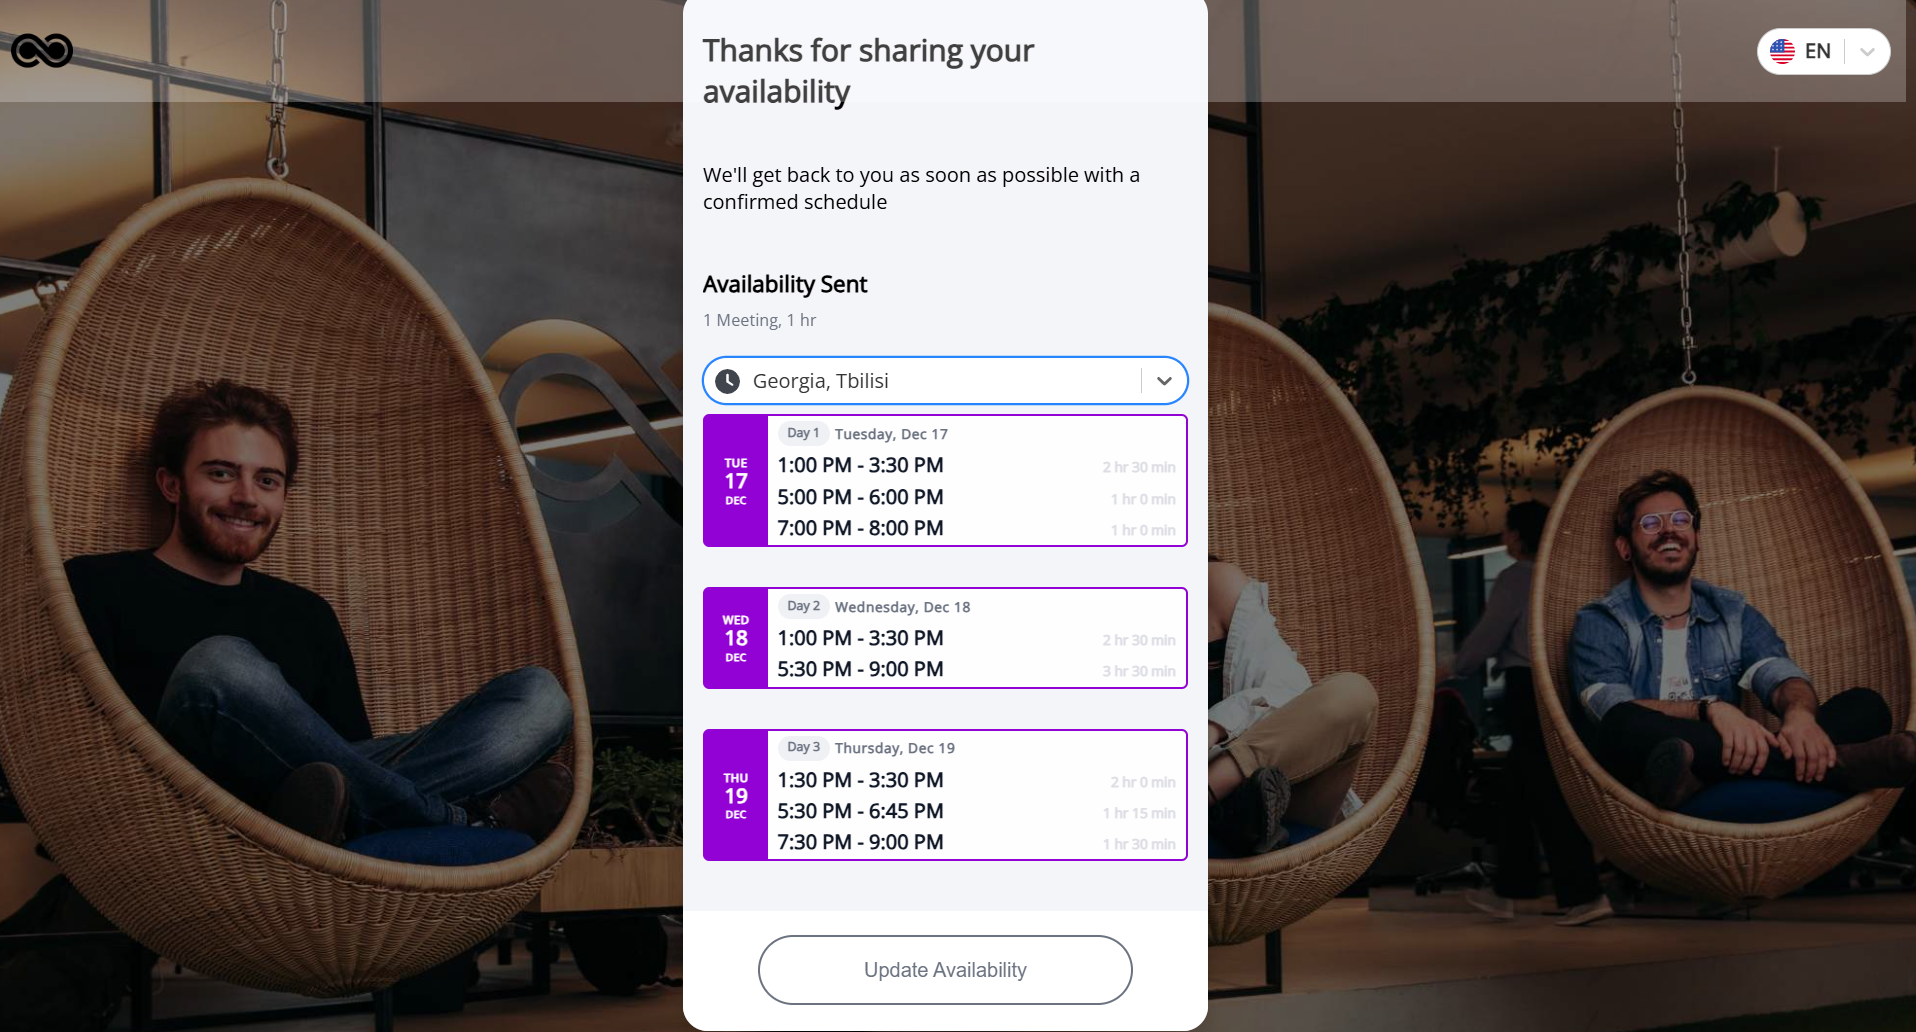 Thanks for sharing your
availability
EN
We'll get back to you as soon as possible with a
confirmed schedule
Availability Sent
1 Meeting, 1 hr
Georgia, Tbilisi
TUE
17
DEC
Day 1 Tuesday, Dec 17
1:00 PM - 3:30 PM 2 hr 30 min
5:00 PM - 6:00 PM 1 hr 0 min
7:00 PM - 8:00 PM 1 hr 0 min
WED
18
DEC
Day 2 Wednesday, Dec 18
1:00 PM - 3:30 PM 2 hr 30 min
5:30 PM - 9:00 PM 3 hr 30 min
THU
19
DEC
Day 3 Thursday, Dec 19
1:30 PM - 3:30 PM 2 hr 0 min
5:30 PM - 6:45 PM 1 hr 15 min
7:30 PM - 9:00 PM 1 hr 30 min
Update Availability